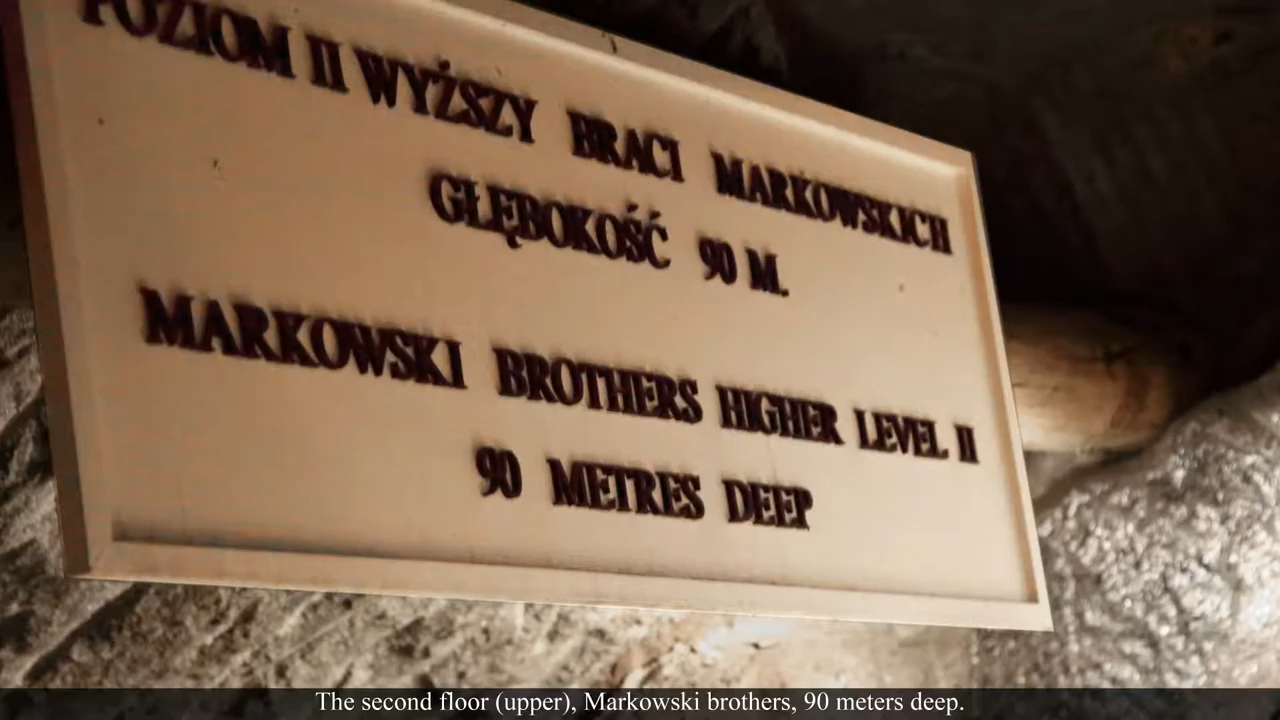 POZIOM II WYŻSZY BRACI MARKOWSKICH
GŁĘBOKOŚĆ 90 M.
MARKOWSKI BROTHERS HIGHER LEVEL II
90 METRES DEEP
The second floor (upper), Markowski brothers, 90 meters deep.